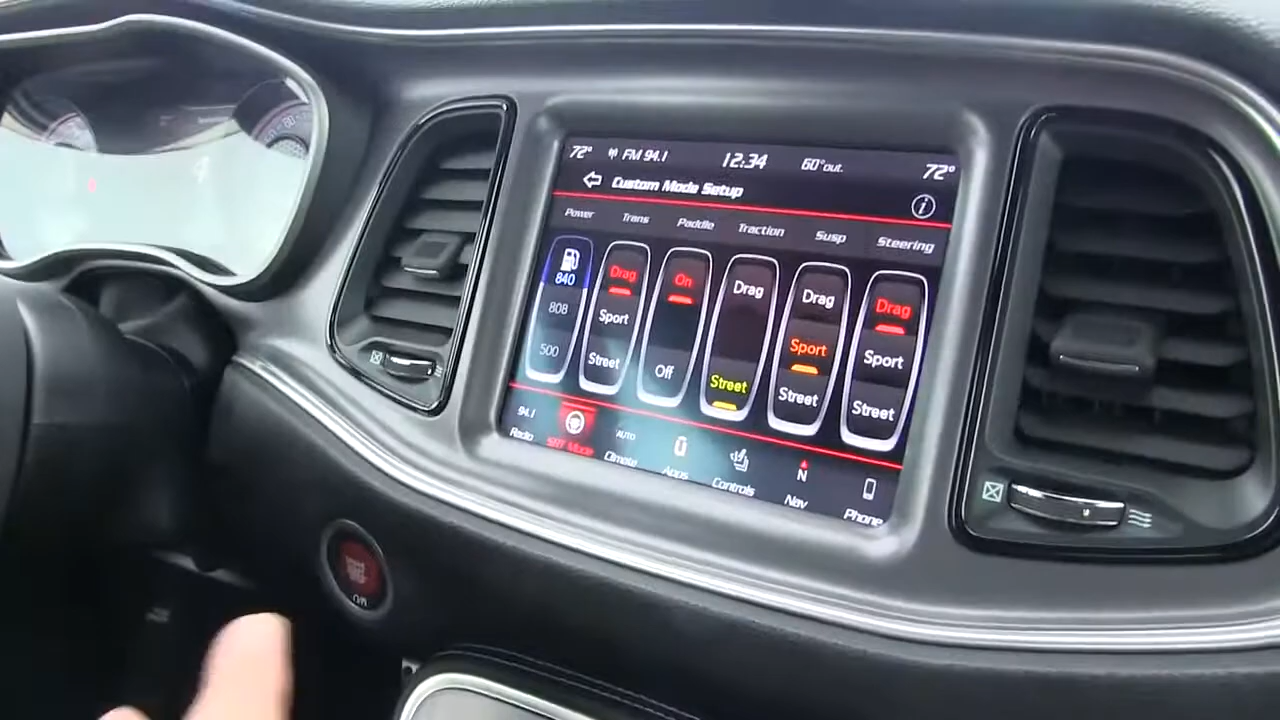 72° FM 94.1 12:34 60°out. 72°
Custom Mode Setup i
Power Trans Paddle Traction Susp Steering
840 Drag On Drag Drag Drag
808 Sport Sport Sport
500 Street Off Street Street Street
94.1 AUTO N
Radio SRT Mode Climate Apps Controls Nav Phone